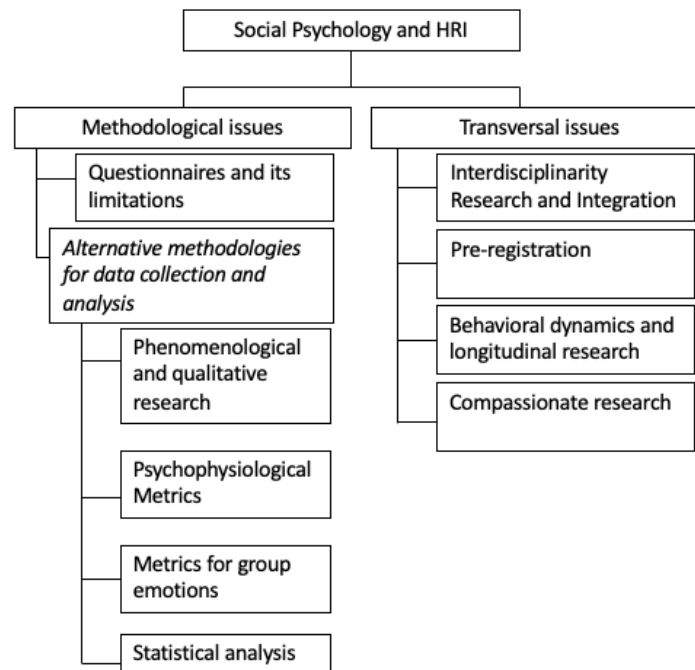 Social Psychology and HRI
Methodological issues
Questionnaires and its
limitations
Alternative methodologies
for data collection and
analysis
Phenomenological
and qualitative
research
Psychophysiological
Metrics
Metrics for group
emotions
Statistical analysis
Transversal issues
Interdisciplinarity
Research and Integration
Pre-registration
Behavioral dynamics and
longitudinal research
Compassionate research